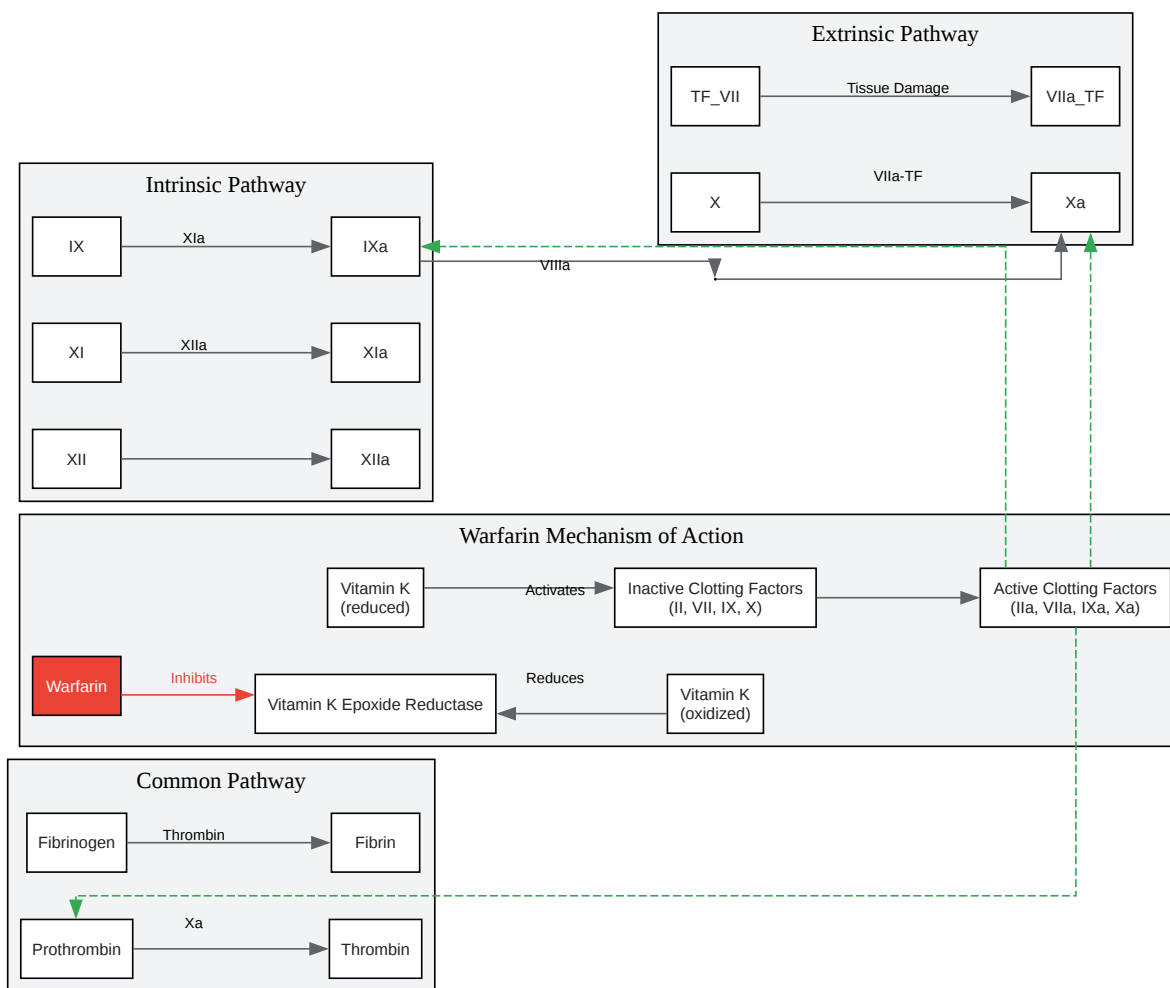 Extrinsic Pathway
TF_VII
Tissue Damage
VIIa_TF
X
VIIa-TF
Xa
Intrinsic Pathway
IX
XIa
IXa
VIIIa
XI
XIIa
XIa
XII
XIIa
Warfarin Mechanism of Action
Vitamin K
(reduced)
Activates
Inactive Clotting Factors
(II, VII, IX, X)
Active Clotting Factors
(IIa, VIIa, IXa, Xa)
Warfarin
Inhibits
Vitamin K Epoxide Reductase
Reduces
Vitamin K
(oxidized)
Common Pathway
Fibrinogen
Thrombin
Fibrin
Prothrombin
Xa
Thrombin